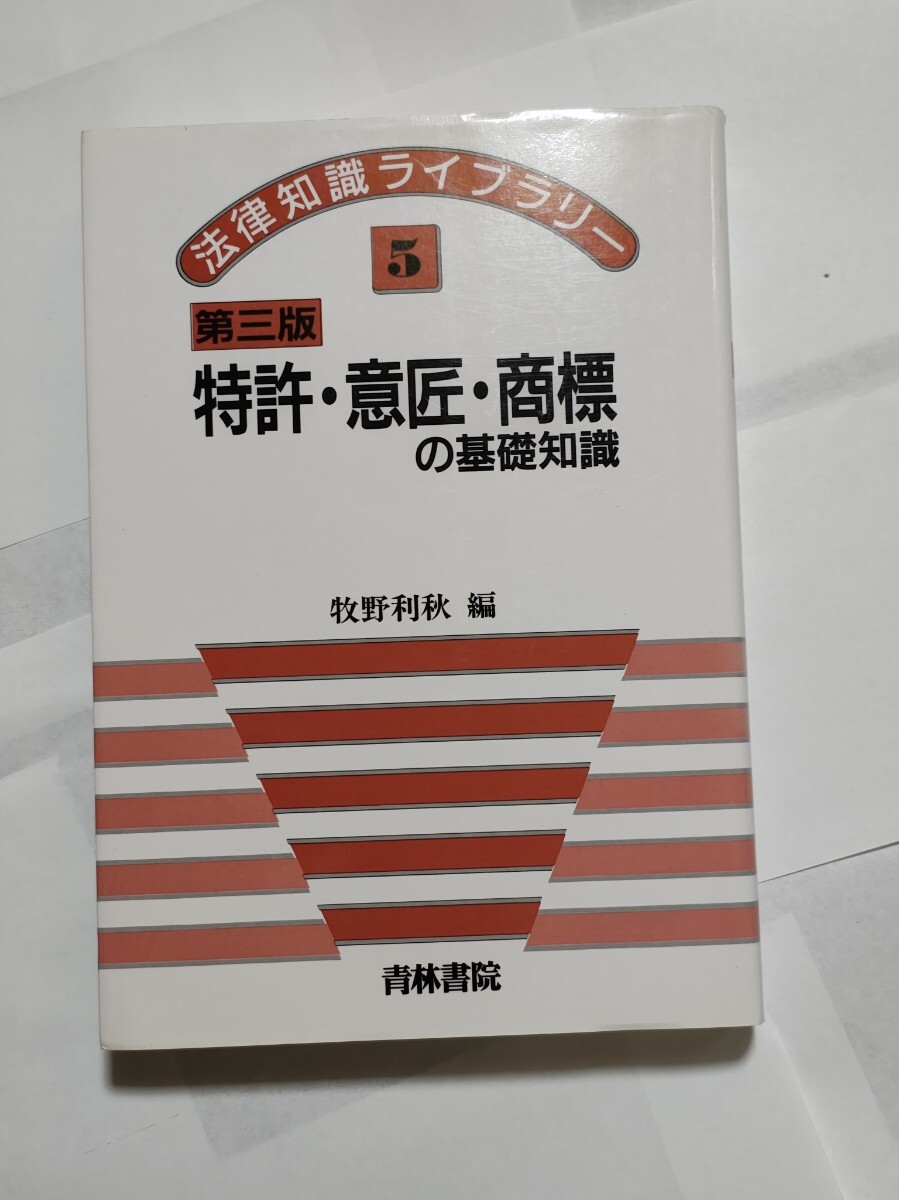 法律知識ライブラリー
5
第三版
特許・意匠・商標
の基礎知識
牧野利秋 編
青林書院